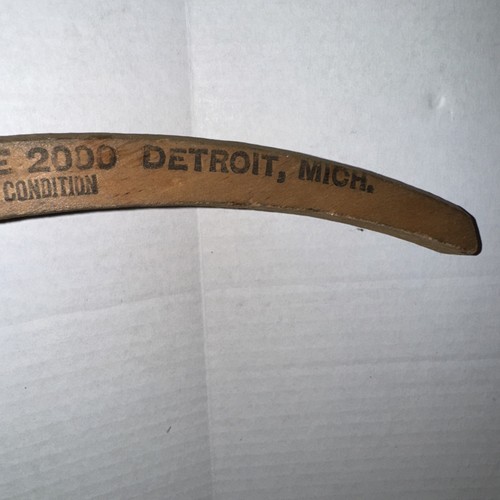 E 2000 DETROIT, MICH.
CONDITION